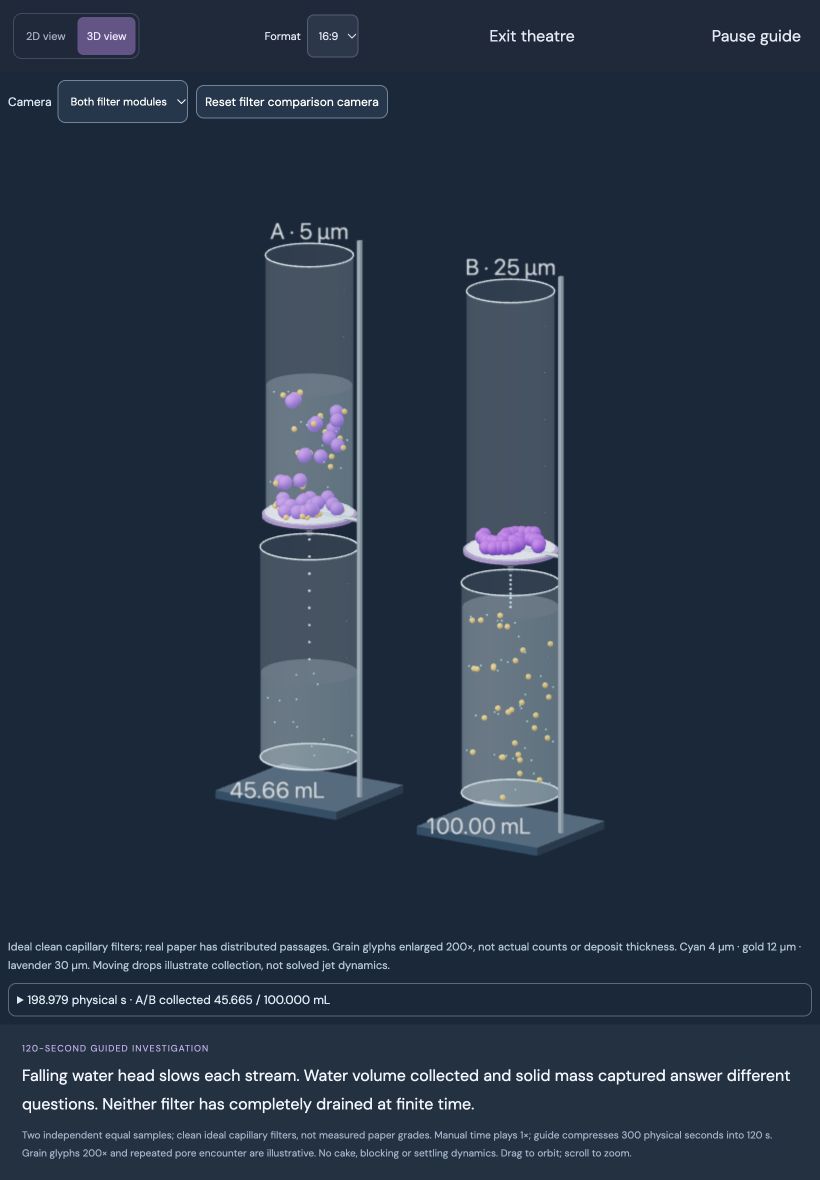 2D view 3D view Format 16:9 Exit theatre Pause guide
Camera Both filter modules Reset filter comparison camera
A · 5 µm
B · 25 µm
45.66 mL
100.00 mL
Ideal clean capillary filters; real paper has distributed passages. Grain glyphs enlarged 200×, not actual counts or deposit thickness. Cyan 4 µm · gold 12 µm ·
lavender 30 µm. Moving drops illustrate collection, not solved jet dynamics.
198.979 physical s · A/B collected 45.665 / 100.000 mL
120-SECOND GUIDED INVESTIGATION
Falling water head slows each stream. Water volume collected and solid mass captured answer different
questions. Neither filter has completely drained at finite time.
Two independent equal samples; clean ideal capillary filters, not measured paper grades. Manual time plays 1×; guide compresses 300 physical seconds into 120 s.
Grain glyphs 200× and repeated pore encounter are illustrative. No cake, blocking or settling dynamics. Drag to orbit; scroll to zoom.